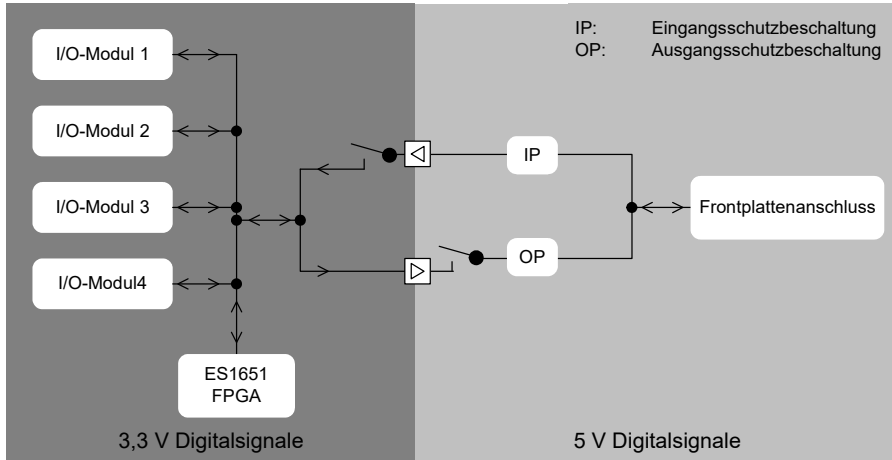 IP: Eingangsschutzbeschaltung
OP: Ausgangsschutzbeschaltung
I/O-Modul 1
I/O-Modul 2
I/O-Modul 3
I/O-Modul4
IP
OP
Frontplattenanschluss
ES1651
FPGA
3,3 V Digitalsignale
5 V Digitalsignale